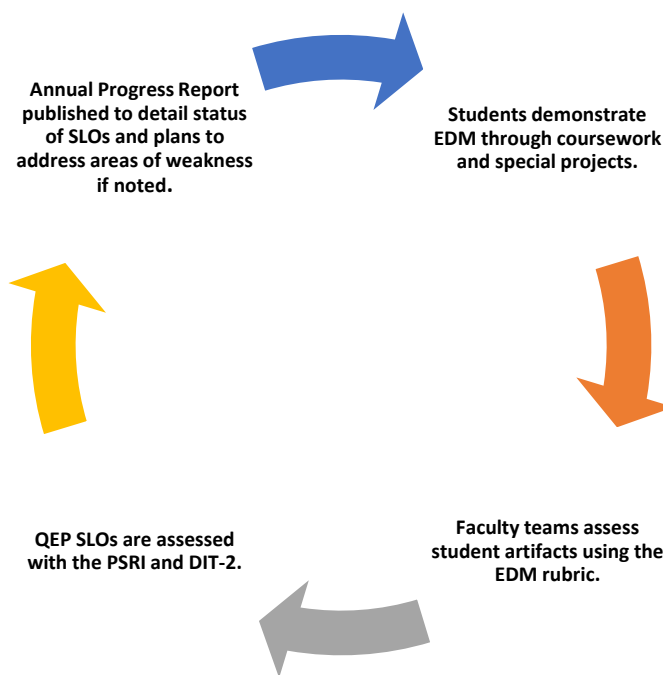 Annual Progress Report
published to detail status
of SLOs and plans to
address areas of weakness
if noted.
Students demonstrate
EDM through coursework
and special projects.
Faculty teams assess
student artifacts using the
EDM rubric.
QEP SLOs are assessed
with the PSRI and DIT-2.